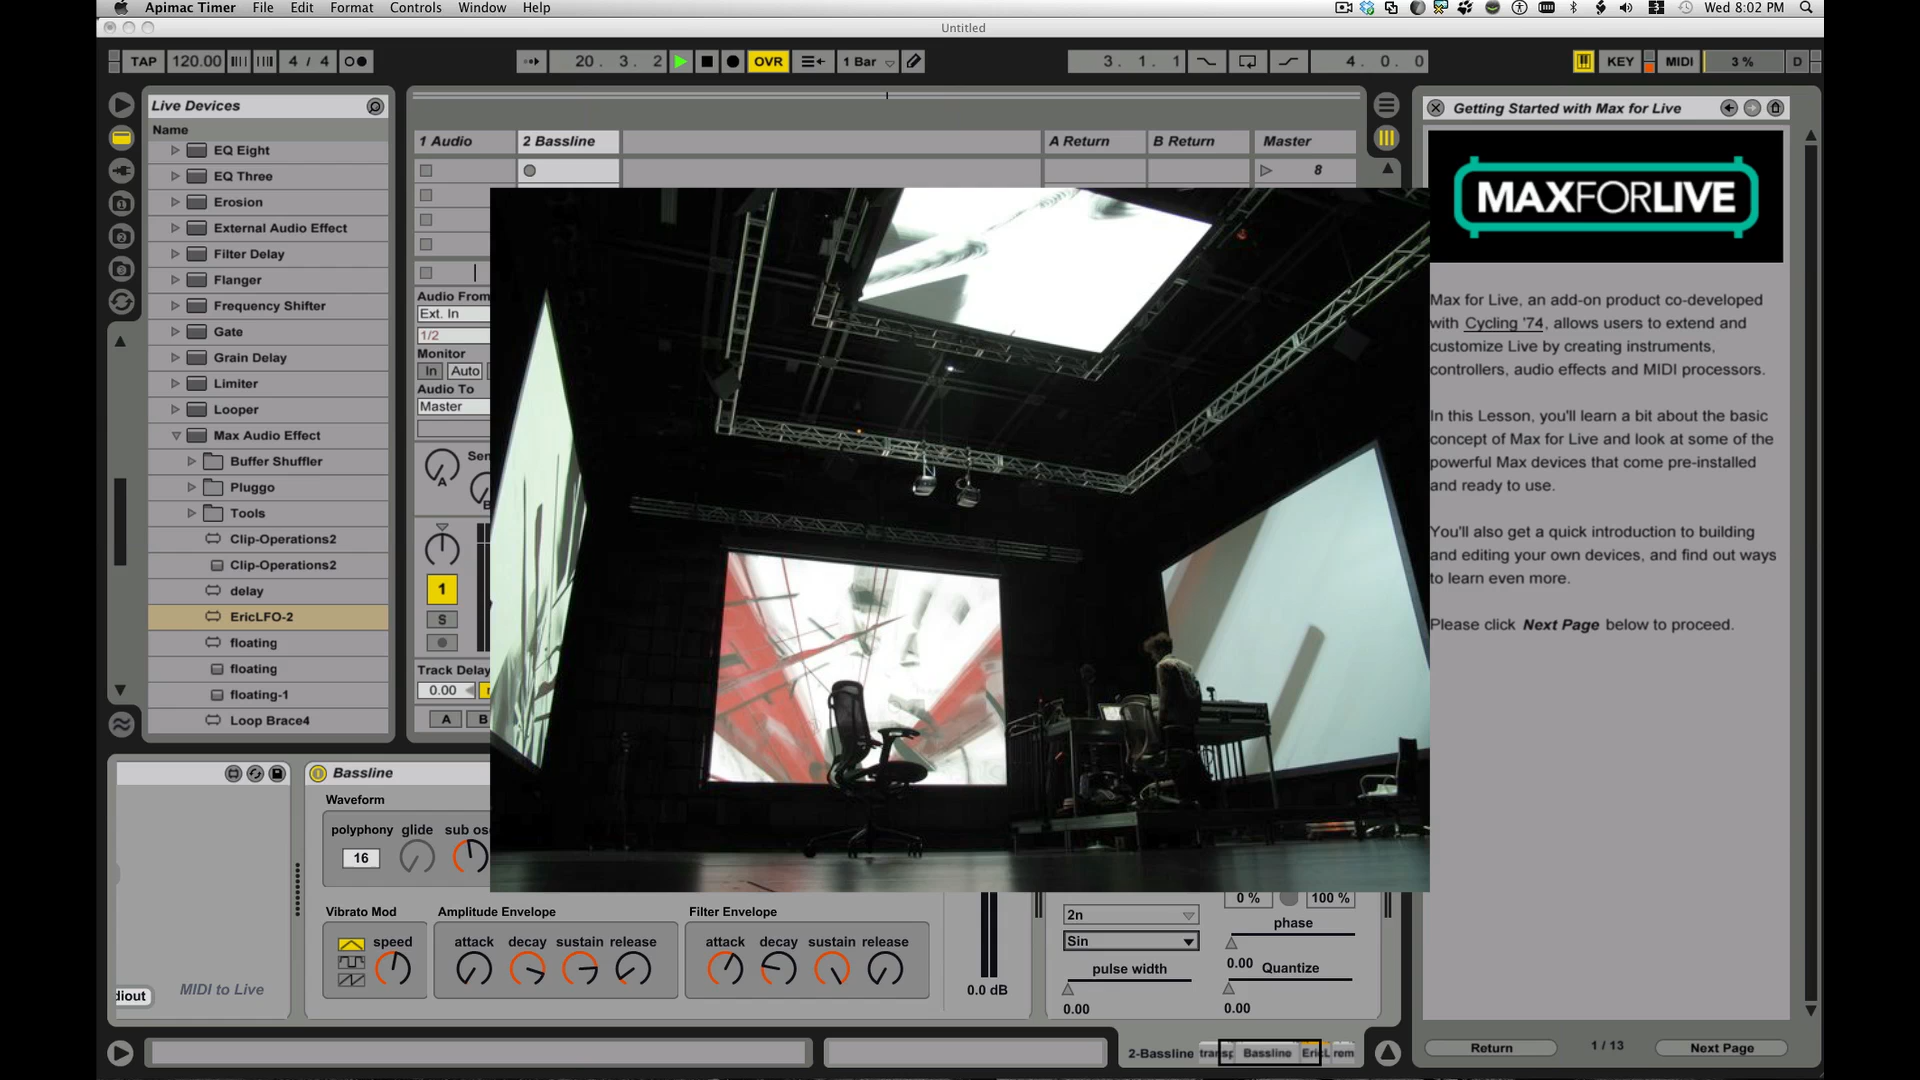 Apimac Timer File Edit Format Controls Window Help
Wed 8:02 PM
Untitled
TAP 120.00 4 / 4
20 . 3 . 2
OVR
1 Bar
3 . 1 . 1
4 . 0 . 0
KEY MIDI 3 % D
Live Devices
Name
EQ Eight
EQ Three
Erosion
External Audio Effect
Filter Delay
Flanger
Frequency Shifter
Gate
Grain Delay
Limiter
Looper
Max Audio Effect
Buffer Shuffler
Pluggo
Tools
Clip-Operations2
Clip-Operations2
delay
EricLFO-2
floating
floating
floating-1
Loop Brace4
1 Audio
2 Bassline
A Return
B Return
Master
8
Audio From
Ext. In
1/2
Monitor
In Auto
Audio To
Master
Sen
A
B
1
S
Track Delay
0.00
A B
Getting Started with Max for Live
MAXFORLIVE
Max for Live, an add-on product co-developed
with Cycling '74, allows users to extend and
customize Live by creating instruments,
controllers, audio effects and MIDI processors.
In this Lesson, you'll learn a bit about the basic
concept of Max for Live and look at some of the
powerful Max devices that come pre-installed
and ready to use.
You'll also get a quick introduction to building
and editing your own devices, and find out ways
to learn even more.
Please click Next Page below to proceed.
Return
1 / 13
Next Page
diout
MIDI to Live
Bassline
Waveform
polyphony glide sub os
16
Vibrato Mod
speed
Amplitude Envelope
attack decay sustain release
Filter Envelope
attack decay sustain release
0.0 dB
2n
Sin
pulse width
0.00
0 % 100 %
phase
0.00
Quantize
0.00
2-Bassline transp Bassline EricL rem